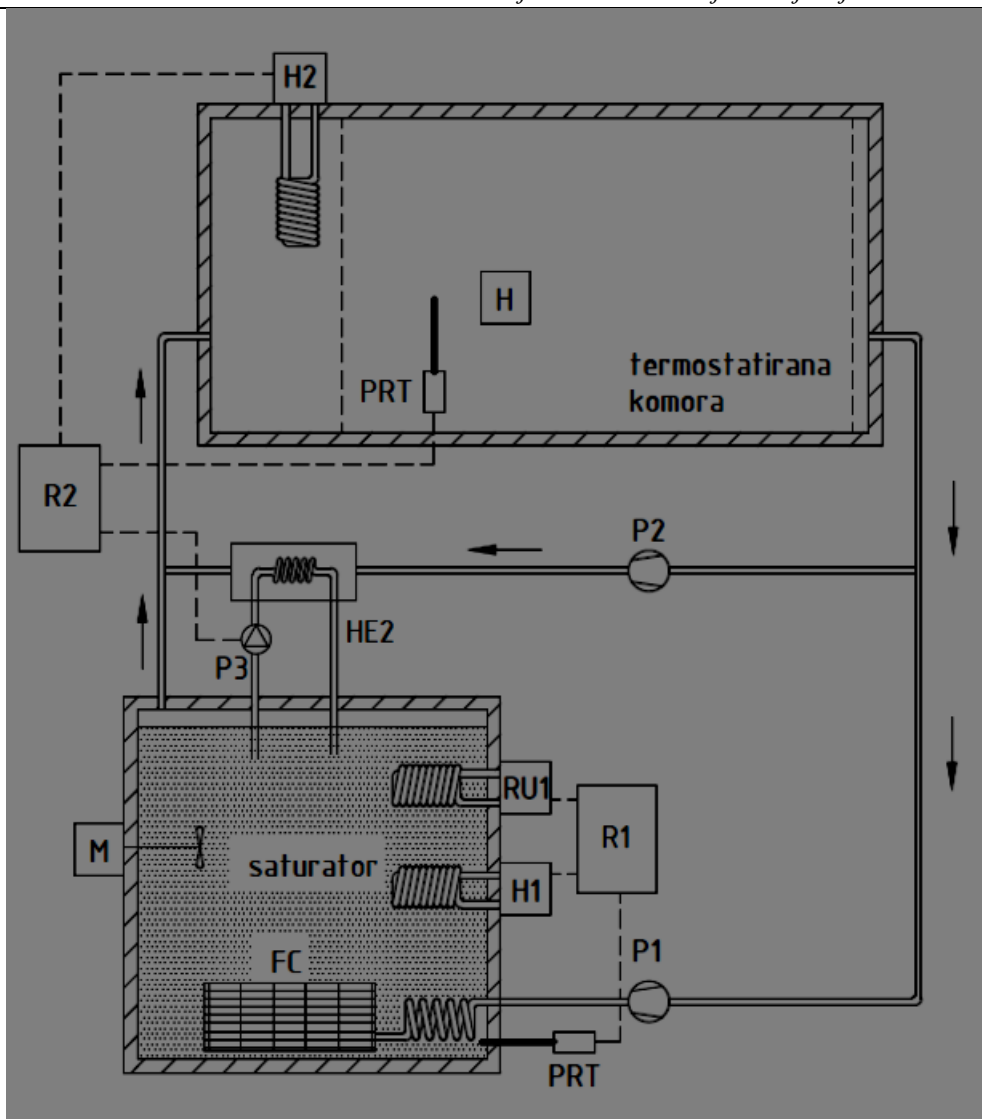 H2
H
termostatirana
komora
PRT
R2
P2
HE2
P3
RU1
R1
M
saturator
H1
FC
P1
PRT